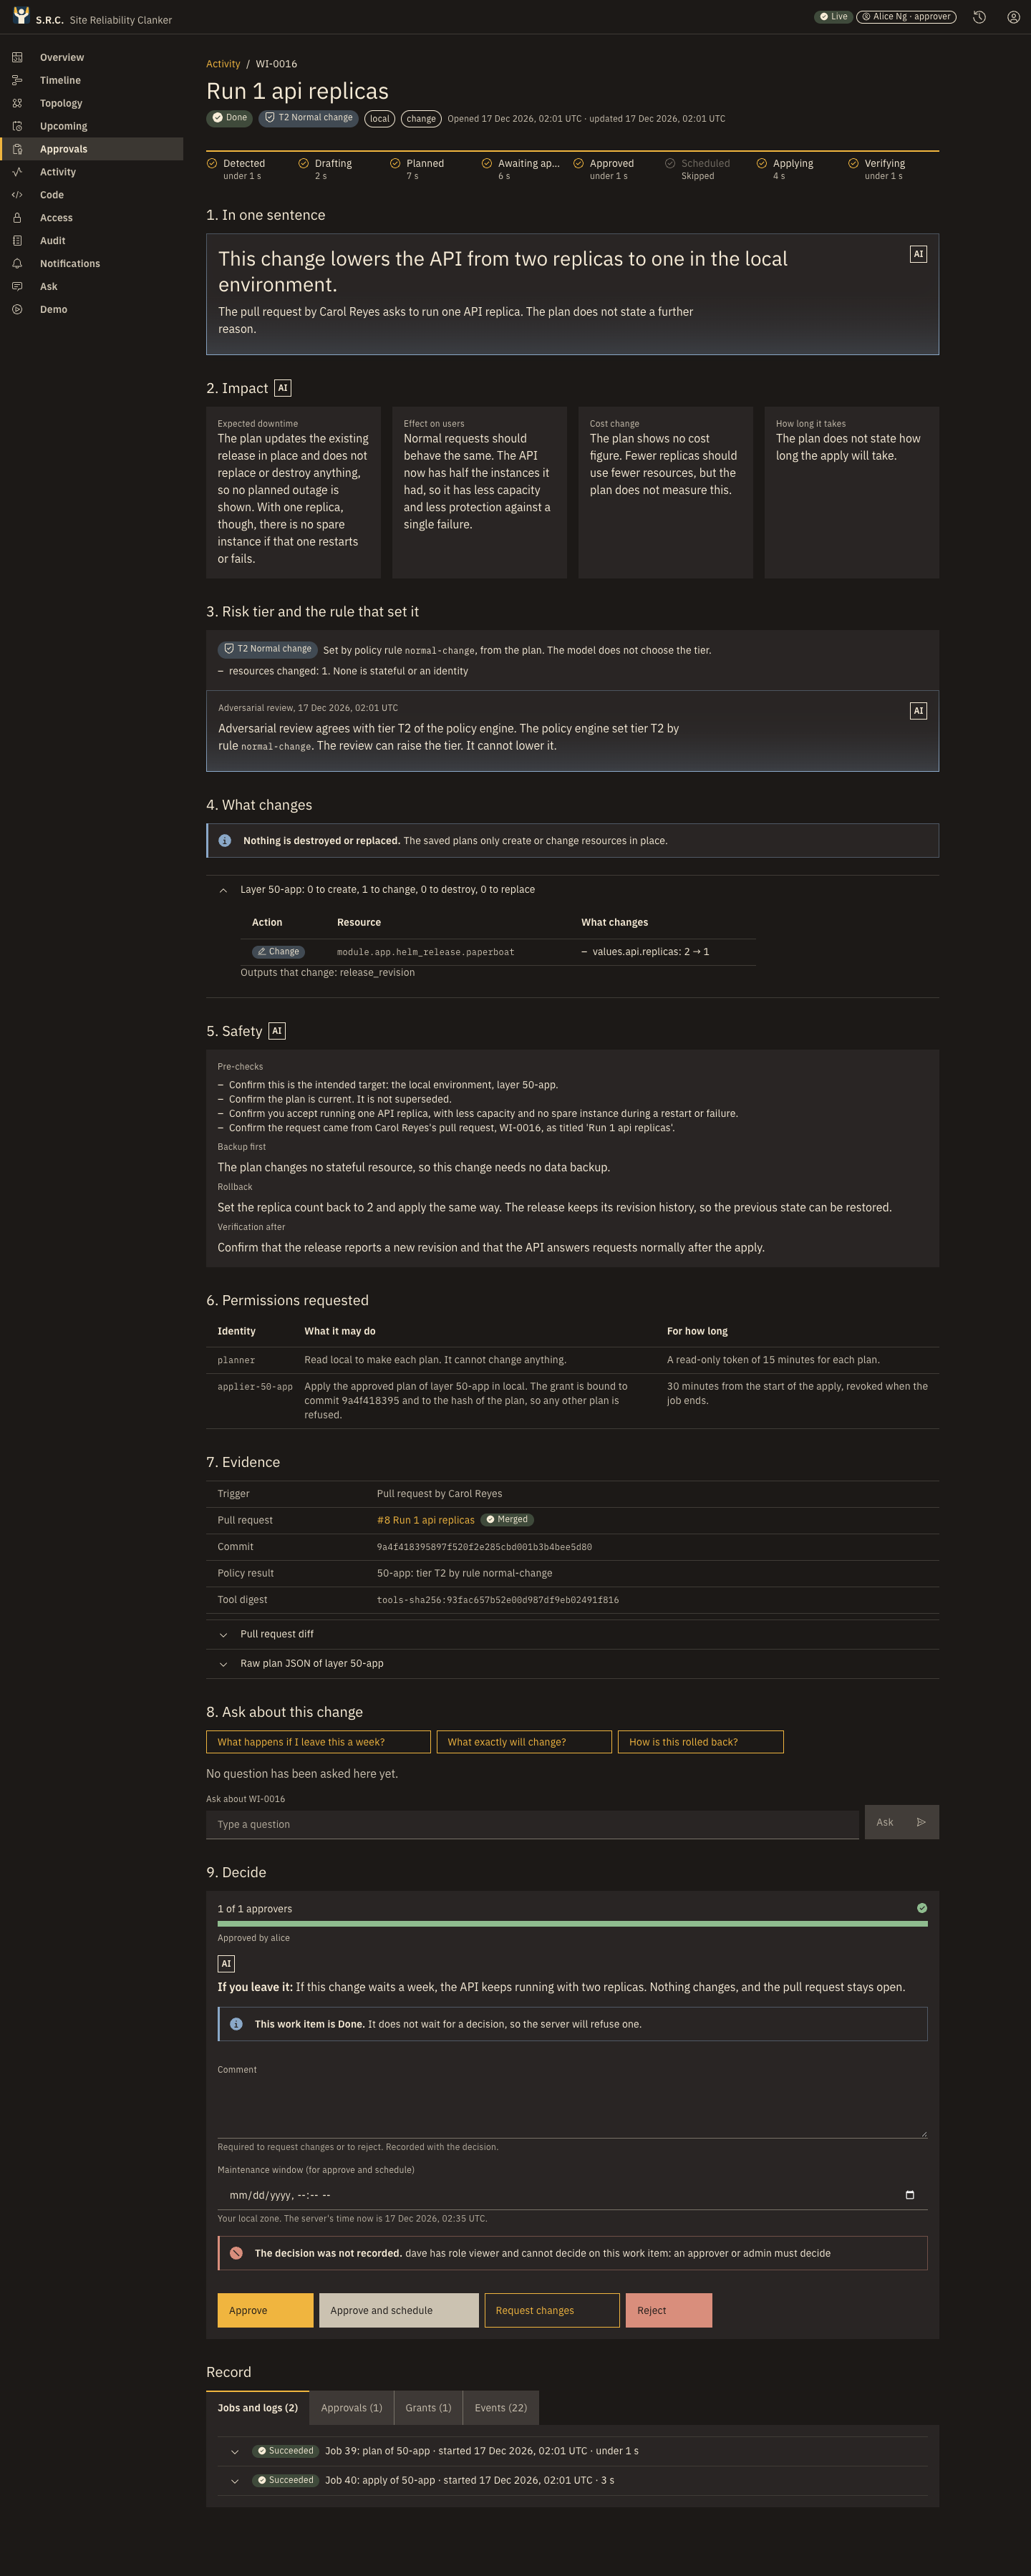 S.R.C. Site Reliability Clanker
Live
Alice Ng · approver
Overview
Timeline
Topology
Upcoming
Approvals
Activity
Code
Access
Audit
Notifications
Ask
Demo
Activity / WI-0016
Run 1 api replicas
Done
T2 Normal change
local
change
Opened 17 Dec 2026, 02:01 UTC · updated 17 Dec 2026, 02:01 UTC
Detected
under 1 s
Drafting
2 s
Planned
7 s
Awaiting ap...
6 s
Approved
under 1 s
Scheduled
Skipped
Applying
4 s
Verifying
under 1 s
1. In one sentence
This change lowers the API from two replicas to one in the local
environment.
AI
The pull request by Carol Reyes asks to run one API replica. The plan does not state a further
reason.
2. Impact AI
Expected downtime
The plan updates the existing
release in place and does not
replace or destroy anything,
so no planned outage is
shown. With one replica,
though, there is no spare
instance if that one restarts
or fails.
Effect on users
Normal requests should
behave the same. The API
now has half the instances it
had, so it has less capacity
and less protection against a
single failure.
Cost change
The plan shows no cost
figure. Fewer replicas should
use fewer resources, but the
plan does not measure this.
How long it takes
The plan does not state how
long the apply will take.
3. Risk tier and the rule that set it
T2 Normal change Set by policy rule normal-change, from the plan. The model does not choose the tier.
– resources changed: 1. None is stateful or an identity
Adversarial review, 17 Dec 2026, 02:01 UTC
AI
Adversarial review agrees with tier T2 of the policy engine. The policy engine set tier T2 by
rule normal-change. The review can raise the tier. It cannot lower it.
4. What changes
Nothing is destroyed or replaced. The saved plans only create or change resources in place.
Layer 50-app: 0 to create, 1 to change, 0 to destroy, 0 to replace
Action Resource What changes
Change module.app.helm_release.paperboat – values.api.replicas: 2 → 1
Outputs that change: release_revision
5. Safety AI
Pre-checks
– Confirm this is the intended target: the local environment, layer 50-app.
– Confirm the plan is current. It is not superseded.
– Confirm you accept running one API replica, with less capacity and no spare instance during a restart or failure.
– Confirm the request came from Carol Reyes's pull request, WI-0016, as titled 'Run 1 api replicas'.
Backup first
The plan changes no stateful resource, so this change needs no data backup.
Rollback
Set the replica count back to 2 and apply the same way. The release keeps its revision history, so the previous state can be restored.
Verification after
Confirm that the release reports a new revision and that the API answers requests normally after the apply.
6. Permissions requested
Identity What it may do For how long
planner Read local to make each plan. It cannot change anything. A read-only token of 15 minutes for each plan.
applier-50-app Apply the approved plan of layer 50-app in local. The grant is bound to
commit 9a4f418395 and to the hash of the plan, so any other plan is
refused.
30 minutes from the start of the apply, revoked when the
job ends.
7. Evidence
Trigger Pull request by Carol Reyes
Pull request #8 Run 1 api replicas Merged
Commit 9a4f418395897f520f2e285cbd001b3b4bee5d80
Policy result 50-app: tier T2 by rule normal-change
Tool digest tools-sha256:93fac657b52e00d987df9eb02491f816
Pull request diff
Raw plan JSON of layer 50-app
8. Ask about this change
What happens if I leave this a week?
What exactly will change?
How is this rolled back?
No question has been asked here yet.
Ask about WI-0016
Type a question
Ask
9. Decide
1 of 1 approvers
Approved by alice
AI
If you leave it: If this change waits a week, the API keeps running with two replicas. Nothing changes, and the pull request stays open.
This work item is Done. It does not wait for a decision, so the server will refuse one.
Comment
Required to request changes or to reject. Recorded with the decision.
Maintenance window (for approve and schedule)
mm/dd/yyyy, --:-- --
Your local zone. The server's time now is 17 Dec 2026, 02:35 UTC.
The decision was not recorded. dave has role viewer and cannot decide on this work item: an approver or admin must decide
Approve
Approve and schedule
Request changes
Reject
Record
Jobs and logs (2)
Approvals (1)
Grants (1)
Events (22)
Succeeded Job 39: plan of 50-app · started 17 Dec 2026, 02:01 UTC · under 1 s
Succeeded Job 40: apply of 50-app · started 17 Dec 2026, 02:01 UTC · 3 s